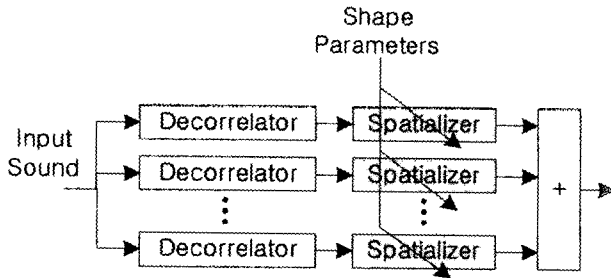 Shape
Parameters
Input
Sound
Decorrelator
Spatializer
Decorrelator
Spatializer
+
Decorrelator
Spatializer